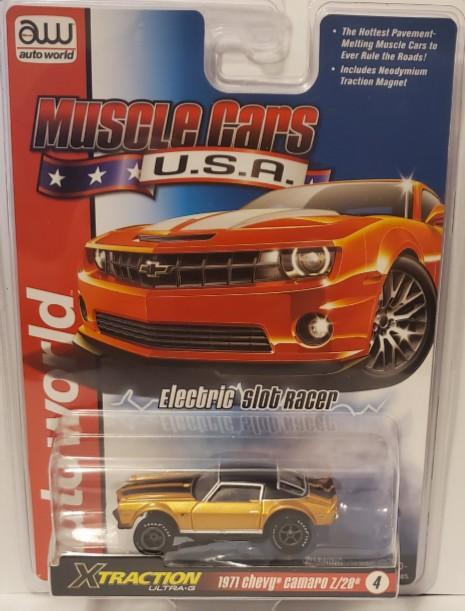 aw
auto world
• The Hottest Pavement-
Melting Muscle Cars to
Ever Rule the Roads!
• Includes Neodymium
Traction Magnet
Muscle Cars
U.S.A.
auto world
Electric Slot Racer
XTRACTION
ULTRA-G
1971 Chevy® Camaro Z/28® 4